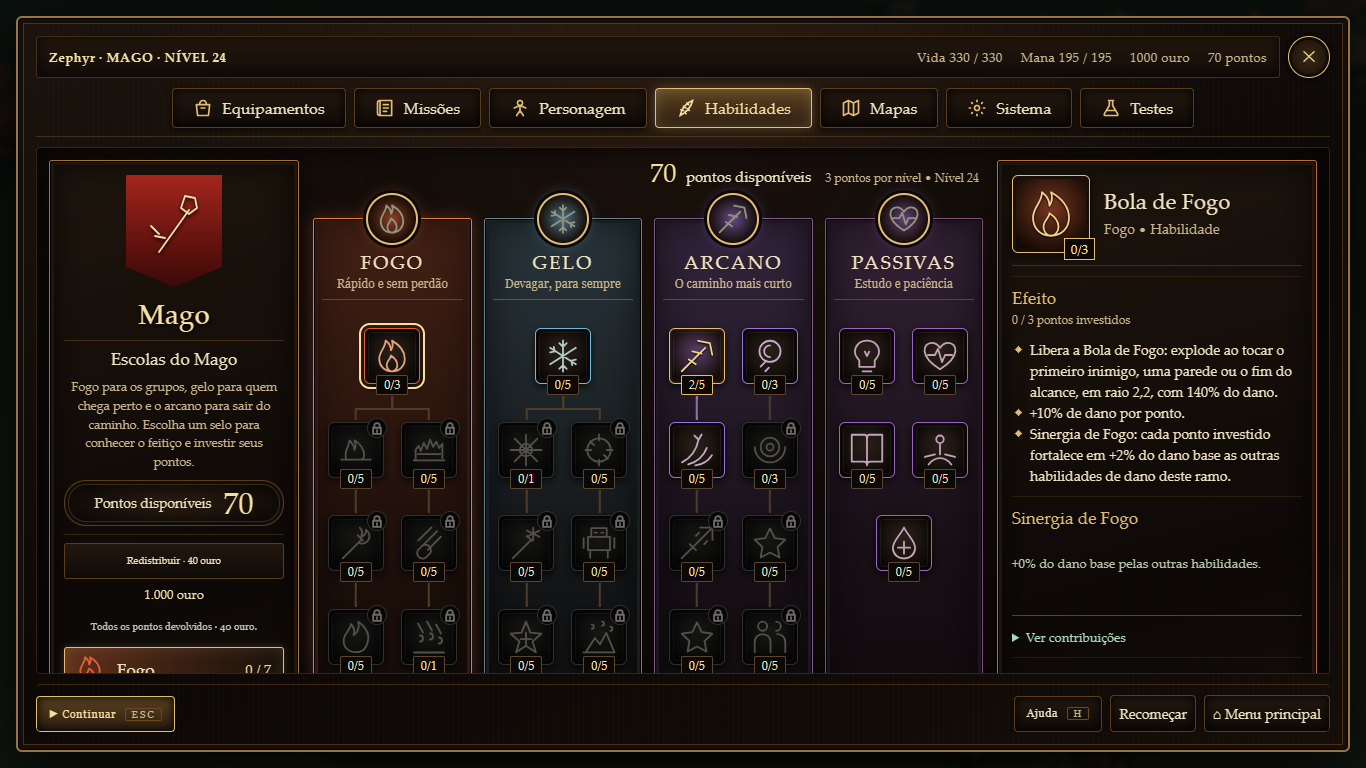 Zephyr · MAGO · NÍVEL 24
Vida 330 / 330 Mana 195 / 195 1000 ouro 70 pontos
Equipamentos Missões Personagem Habilidades Mapas Sistema Testes
Mago
Escolas do Mago
Fogo para os grupos, gelo para quem
chega perto e o arcano para sair do
caminho. Escolha um selo para
conhecer o feitiço e investir seus
pontos.
Pontos disponíveis 70
Redistribuir · 40 ouro
1.000 ouro
Todos os pontos devolvidos · 40 ouro.
Fogo 0 / 7
70 pontos disponíveis 3 pontos por nível • Nível 24
FOGO
Rápido e sem perdão
0/3
0/5 0/5
0/5 0/5
0/5 0/1
GELO
Devagar, para sempre
0/5
0/1 0/5
0/5 0/5
0/5 0/5
ARCANO
O caminho mais curto
2/5 0/3
0/5 0/3
0/5 0/5
0/5 0/5
PASSIVAS
Estudo e paciência
0/5 0/5
0/5 0/5
0/5
Bola de Fogo
Fogo • Habilidade
0/3
Efeito
0 / 3 pontos investidos
Libera a Bola de Fogo: explode ao tocar o
primeiro inimigo, uma parede ou o fim do
alcance, em raio 2,2, com 140% do dano.
+10% de dano por ponto.
Sinergia de Fogo: cada ponto investido
fortalece em +2% do dano base as outras
habilidades de dano deste ramo.
Sinergia de Fogo
+0% do dano base pelas outras habilidades.
▶ Ver contribuições
▶ Continuar ESC
Ajuda H
Recomeçar
⌂ Menu principal